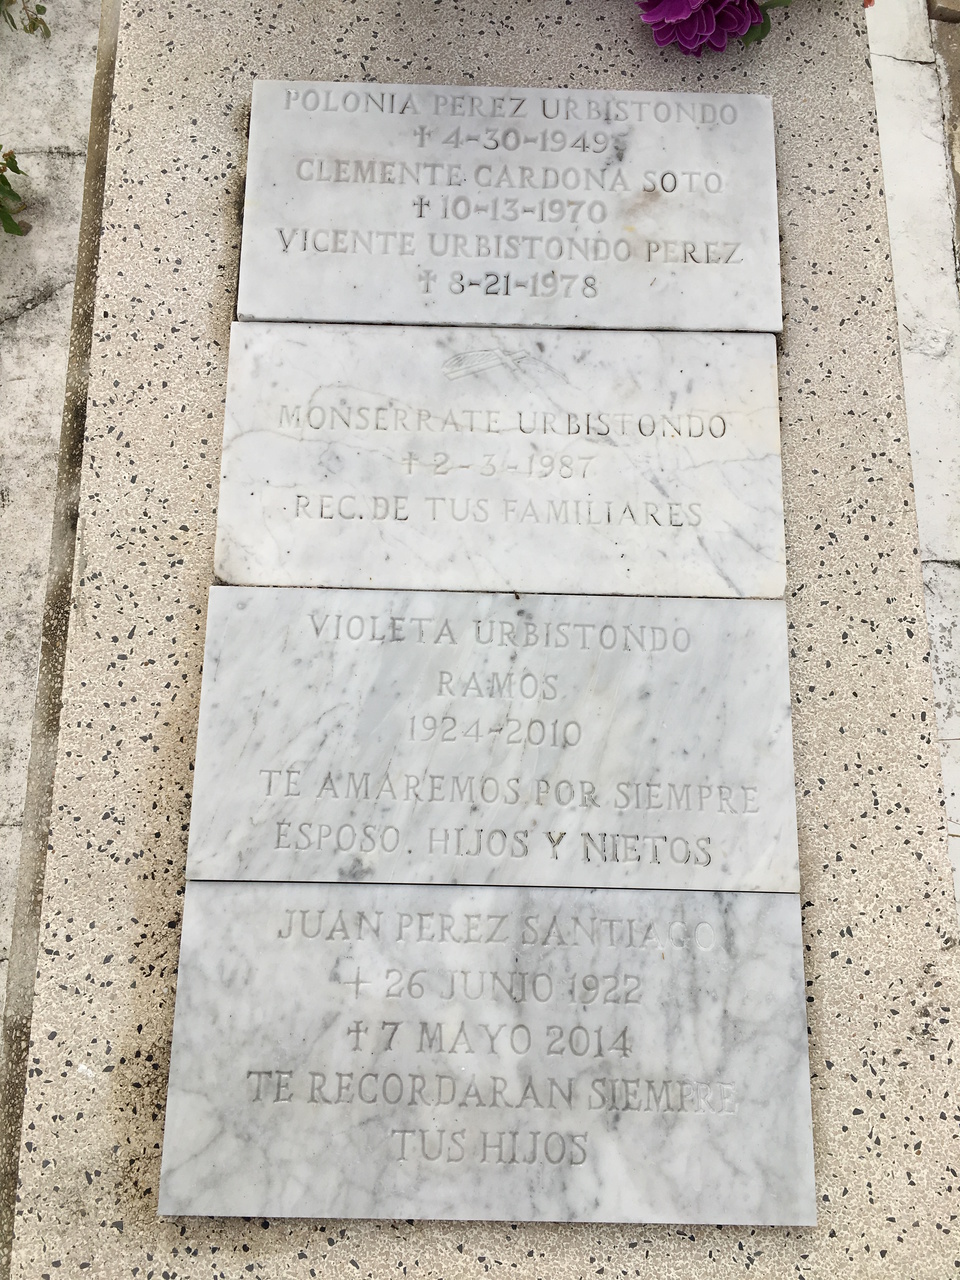 POLONIA PEREZ URBISTONDO
✝ 4-30-1949
CLEMENTE CARDONA SOTO
✝ 10-13-1970
VICENTE URBISTONDO PEREZ
✝ 8-21-1978
MONSERRATE URBISTONDO
✝ 2-3-1987
REC. DE TUS FAMILIARES
VIOLETA URBISTONDO
RAMOS
1924-2010
TE AMAREMOS POR SIEMPRE
ESPOSO. HIJOS Y NIETOS
JUAN PEREZ SANTIAGO
+ 26 JUNIO 1922
✝ 7 MAYO 2014
TE RECORDARAN SIEMPRE
TUS HIJOS